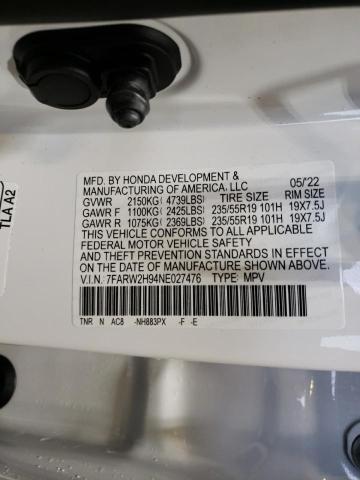 MFD. BY HONDA DEVELOPMENT &
MANUFACTURING OF AMERICA, LLC 05/'22
GVWR 2150KG(4739LBS) TIRE SIZE RIM SIZE
GAWR F 1100KG(2425LBS) 235/55R19 101H 19X7.5J
GAWR R 1075KG(2369LBS) 235/55R19 101H 19X7.5J
THIS VEHICLE CONFORMS TO ALL APPLICABLE
FEDERAL MOTOR VEHICLE SAFETY
AND THEFT PREVENTION STANDARDS IN EFFECT
ON THE DATE OF MANUFACTURE SHOWN ABOVE.
V.I.N. 7FARW2H94NE027476 TYPE: MPV
TNR N AC8 -NH883PX -F -E
TLA A2